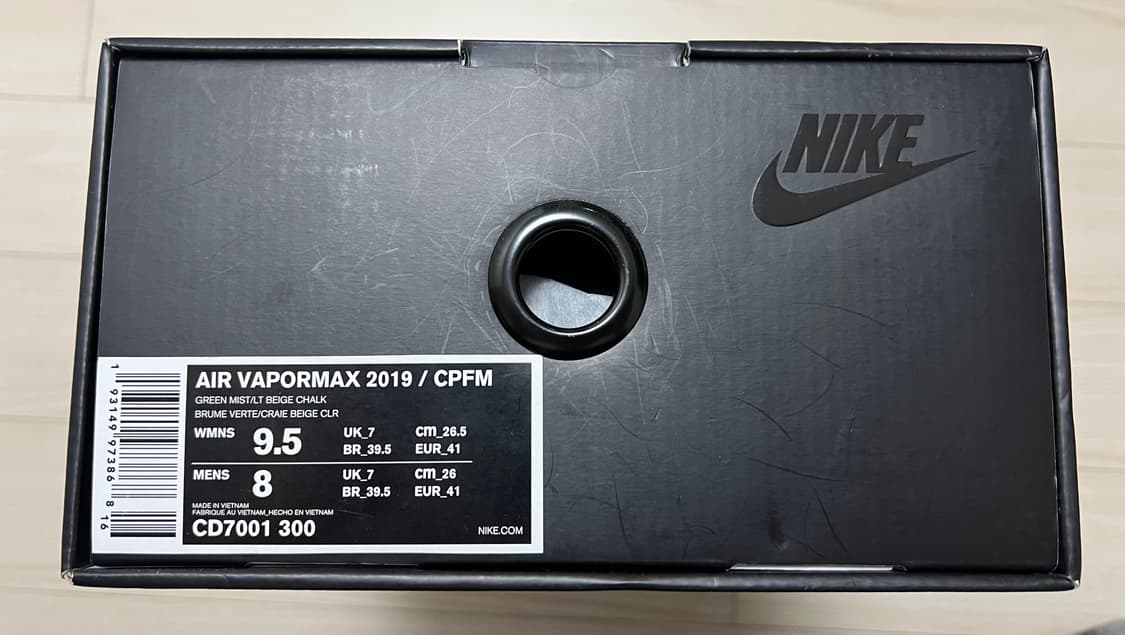 NIKE
AIR VAPORMAX 2019 / CPFM
GREEN MIST/LT BEIGE CHALK
BRUME VERTE/CRAIE BEIGE CLR
WMNS 9.5 UK_7 cm_26.5
BR_39.5 EUR_41
MENS 8 UK_7 cm_26
BR_39.5 EUR_41
MADE IN VIETNAM
FABRIQUE AU VIETNAM_HECHO EN VIETNAM
CD7001 300 NIKE.COM
1 93149 97386 8 16